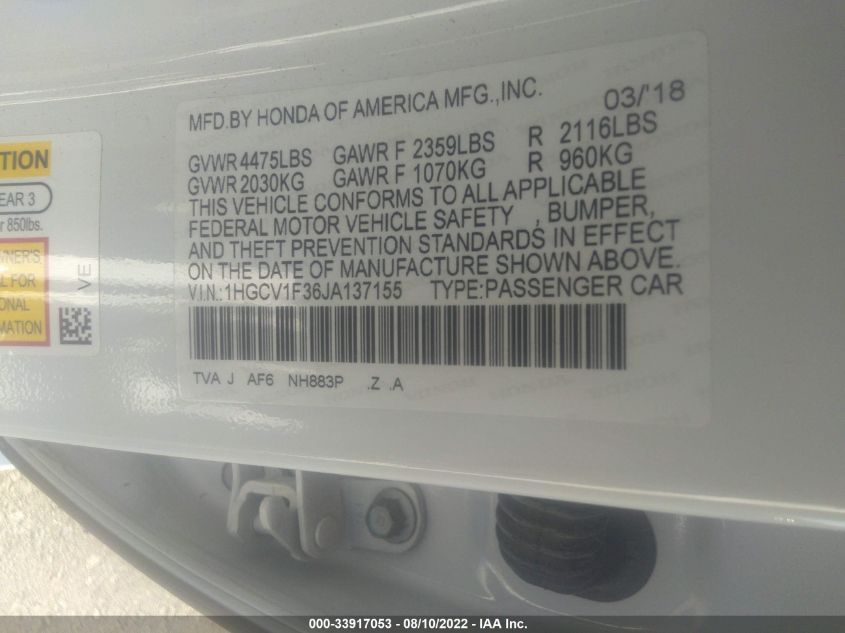 MFD.BY HONDA OF AMERICA MFG.,INC. 03/'18
GVWR 4475LBS GAWR F 2359LBS R 2116LBS
GVWR 2030KG GAWR F 1070KG R 960KG
THIS VEHICLE CONFORMS TO ALL APPLICABLE
FEDERAL MOTOR VEHICLE SAFETY , BUMPER,
AND THEFT PREVENTION STANDARDS IN EFFECT
ON THE DATE OF MANUFACTURE SHOWN ABOVE.
V.I.N.:1HGCV1F36JA137155 TYPE:PASSENGER CAR
TVA J AF6 NH883P .Z .A
TION
EAR 3
r 850lbs.
NER'S
L FOR
ONAL
MATION
VE
000-33917053 - 08/10/2022 - IAA Inc.